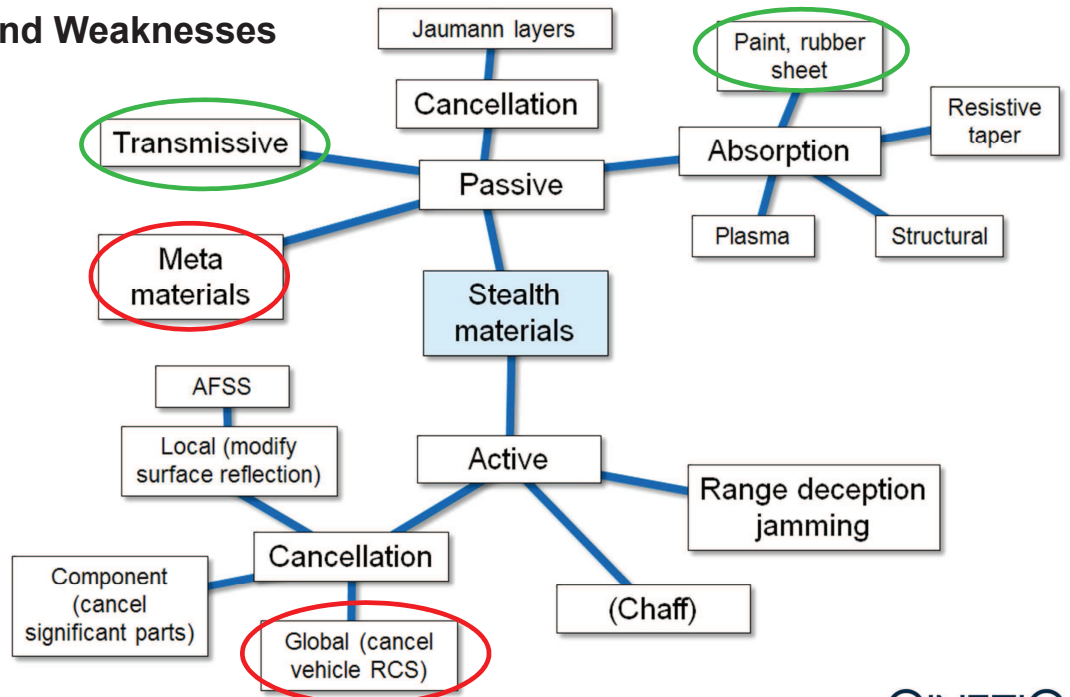 nd Weaknesses
Jaumann layers
Paint, rubber
sheet
Cancellation
Resistive
taper
Transmissive
Absorption
Passive
Plasma
Structural
Meta
materials
Stealth
materials
AFSS
Local (modify
surface reflection)
Active
Range deception
jamming
Cancellation
Component
(cancel
significant parts)
(Chaff)
Global (cancel
vehicle RCS)